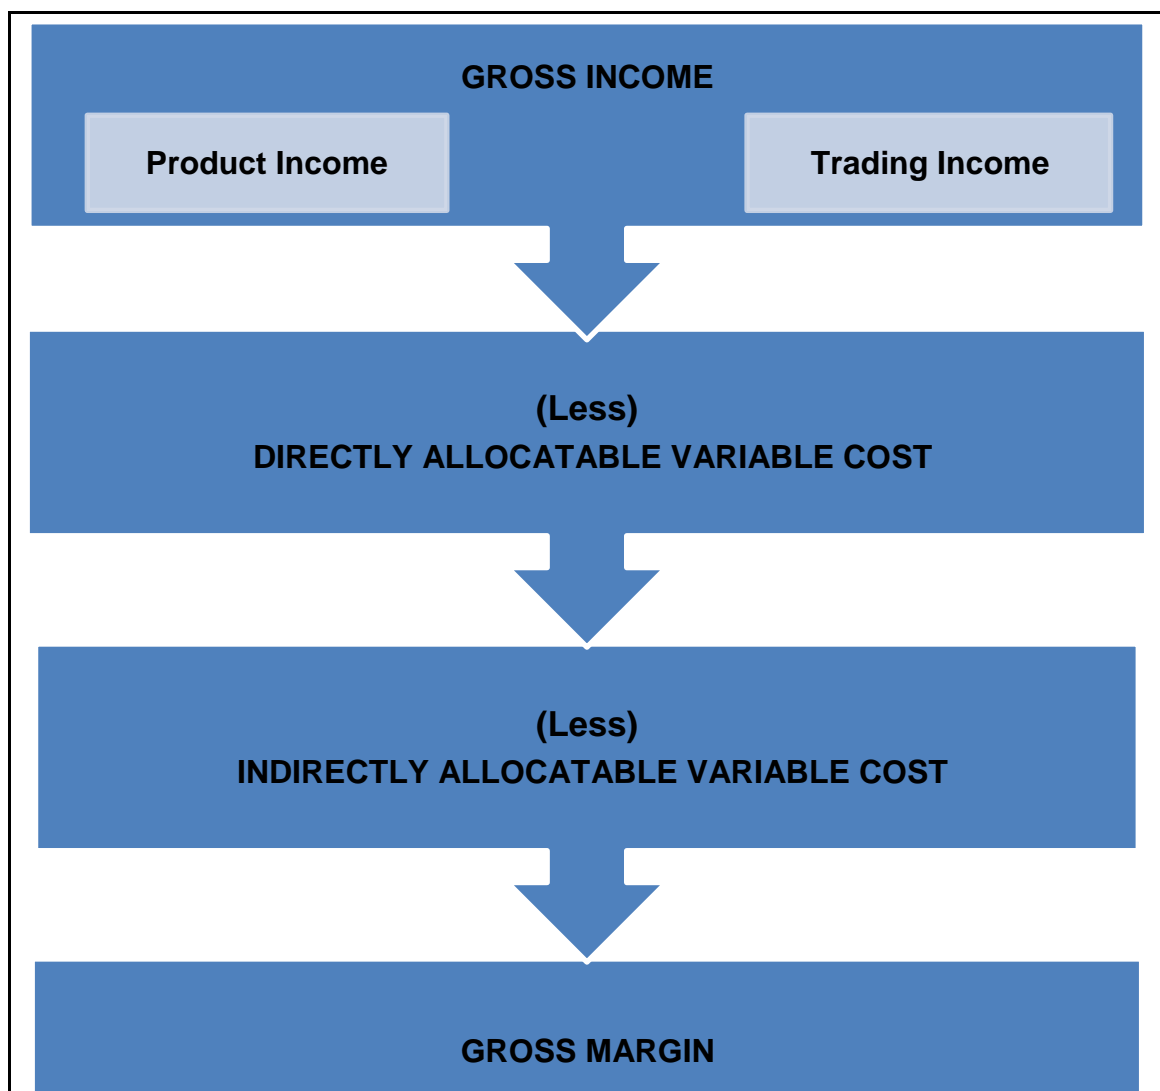 GROSS INCOME
Product Income
Trading Income
(Less)
DIRECTLY ALLOCATABLE VARIABLE COST
(Less)
INDIRECTLY ALLOCATABLE VARIABLE COST
GROSS MARGIN